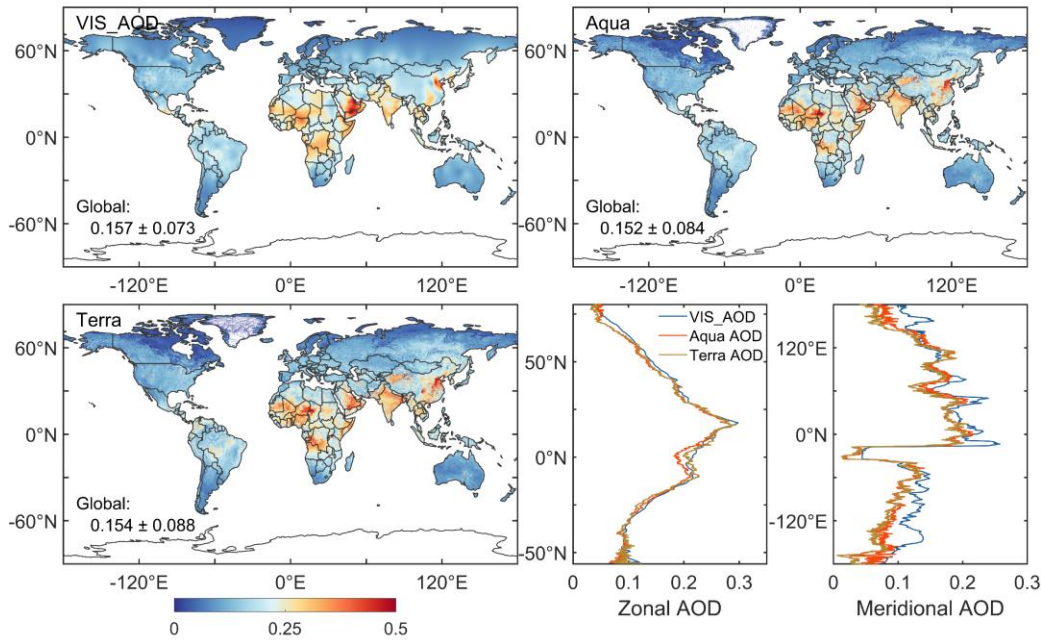 VIS_AOD
60°N
0°N
-60°N
Global:
0.157 ± 0.073
-120°E
0°E
120°E
Aqua
60°N
0°N
-60°N
Global:
0.152 ± 0.084
-120°E
0°E
120°E
Terra
60°N
0°N
-60°N
Global:
0.154 ± 0.088
-120°E
0°E
120°E
0
0.25
0.5
VIS_AOD
Aqua AOD
Terra AOD
50°N
0°N
-50°N
0
0.1
0.2
0.3
Zonal AOD
120°E
0°N
-120°E
0
0.1
0.2
0.3
Meridional AOD